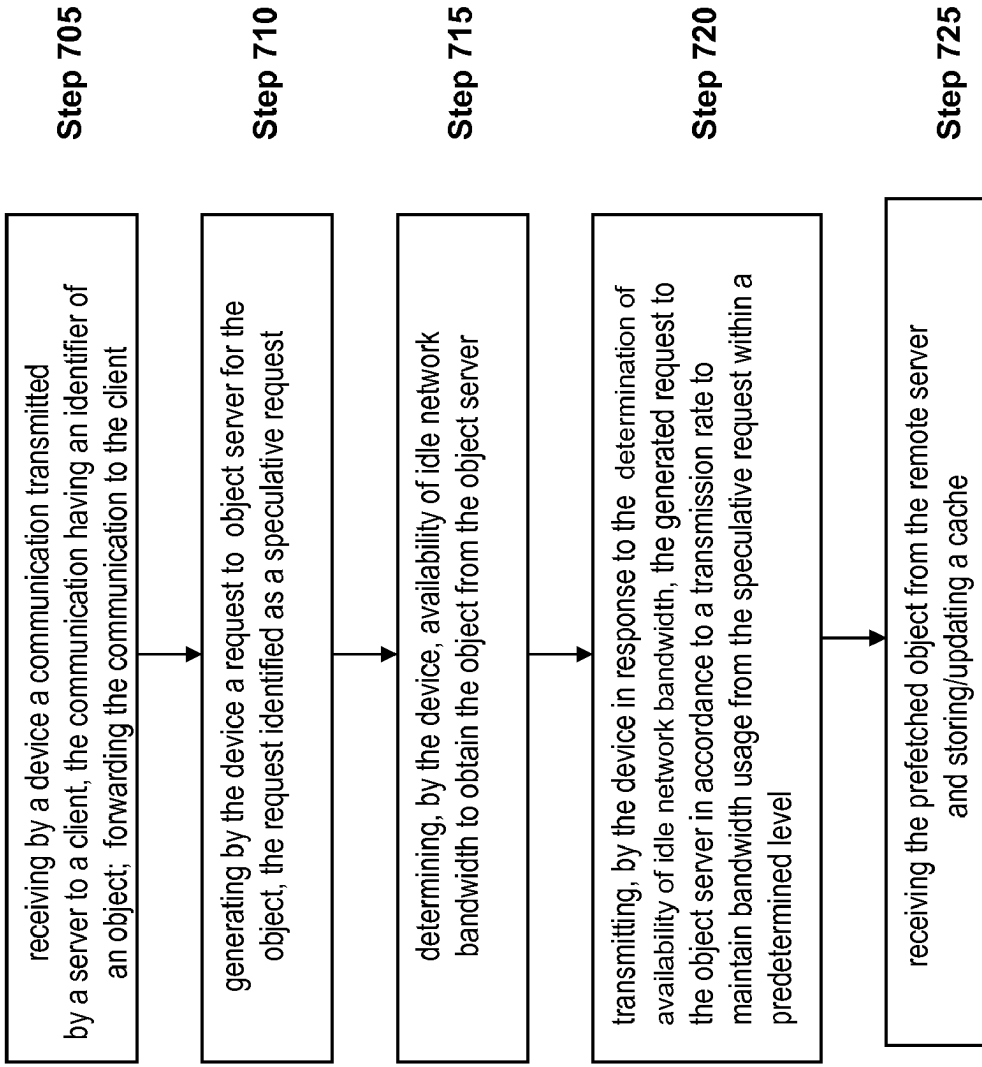 receiving by a device a communication transmitted
by a server to a client, the communication having an identifier of
an object; forwarding the communication to the client
Step 705
generating by the device a request to object server for the
object, the request identified as a speculative request
Step 710
determining, by the device, availability of idle network
bandwidth to obtain the object from the object server
Step 715
transmitting, by the device in response to the determination of
availability of idle network bandwidth, the generated request to
the object server in accordance to a transmission rate to
maintain bandwidth usage from the speculative request within a
predetermined level
Step 720
receiving the prefetched object from the remote server
and storing/updating a cache
Step 725